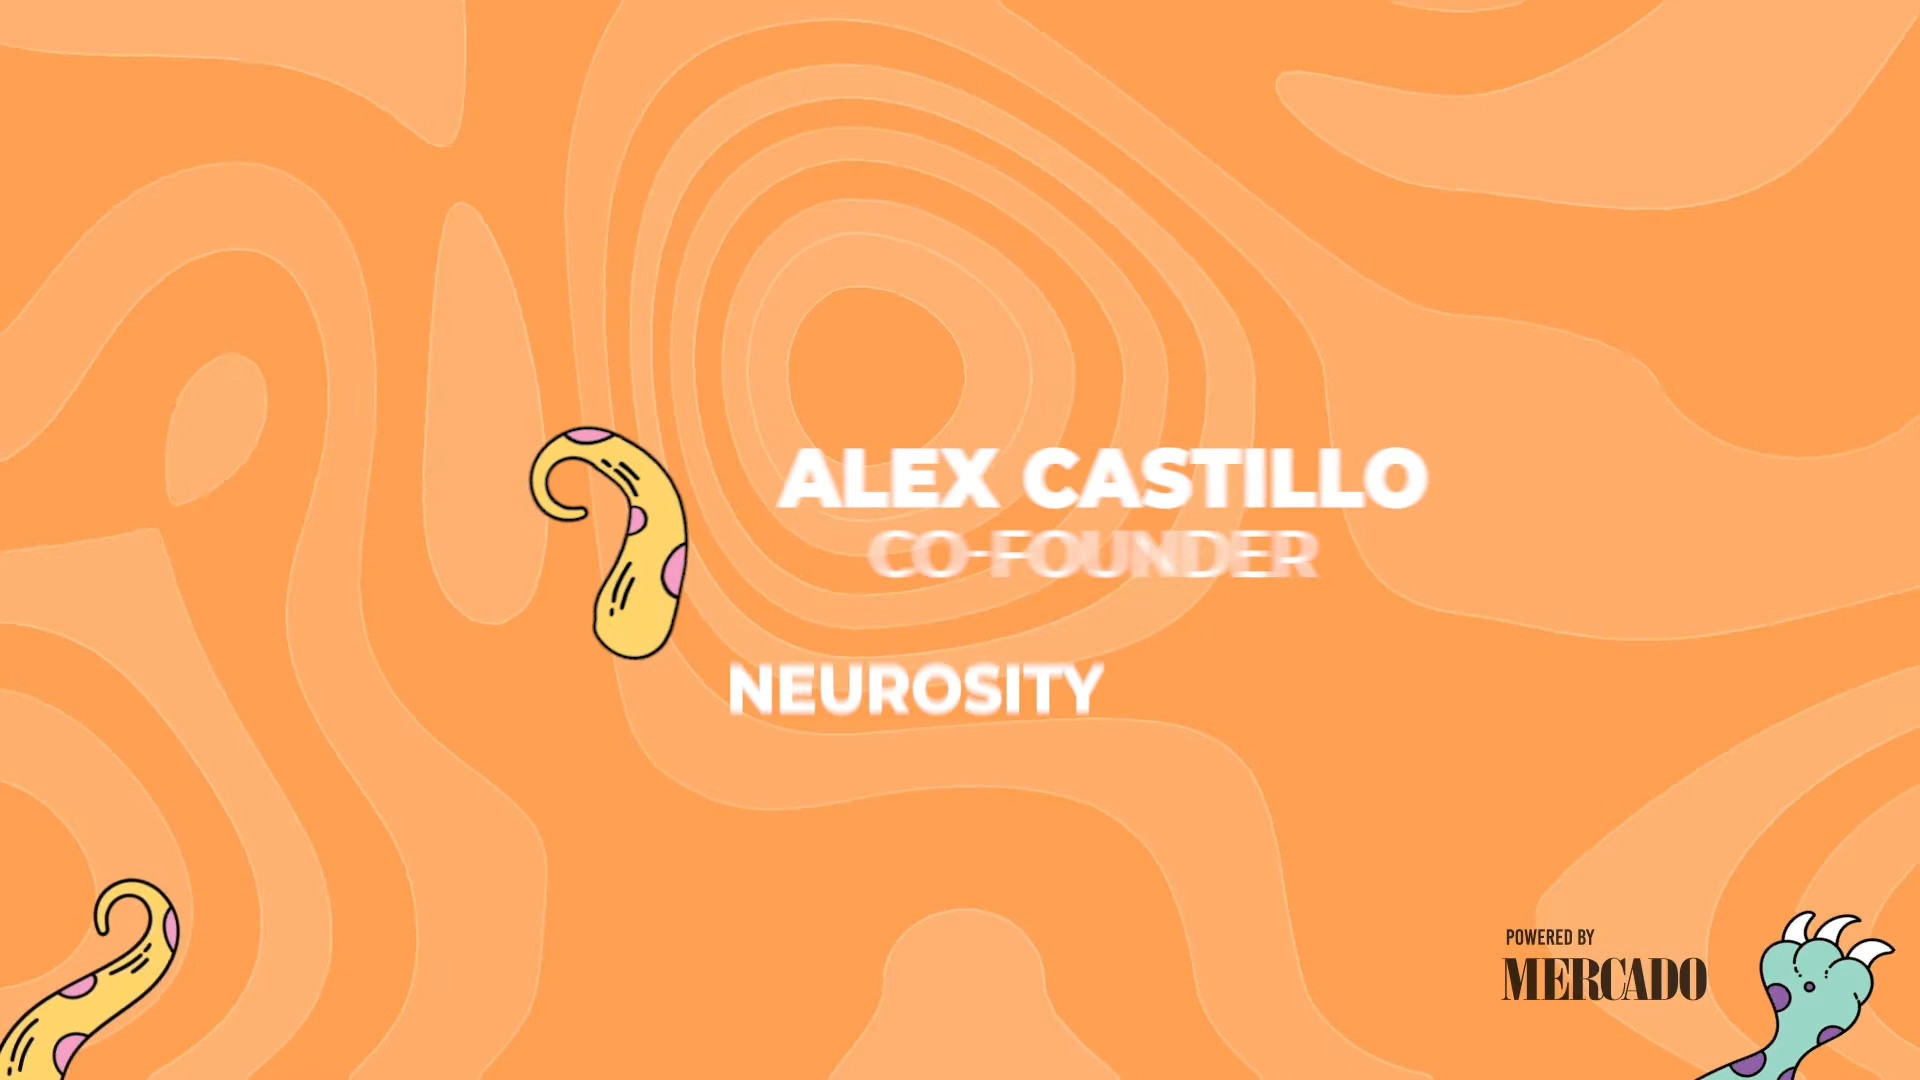 ALEX CASTILLO
CO-FOUNDER
NEUROSITY
POWERED BY
MERCADO